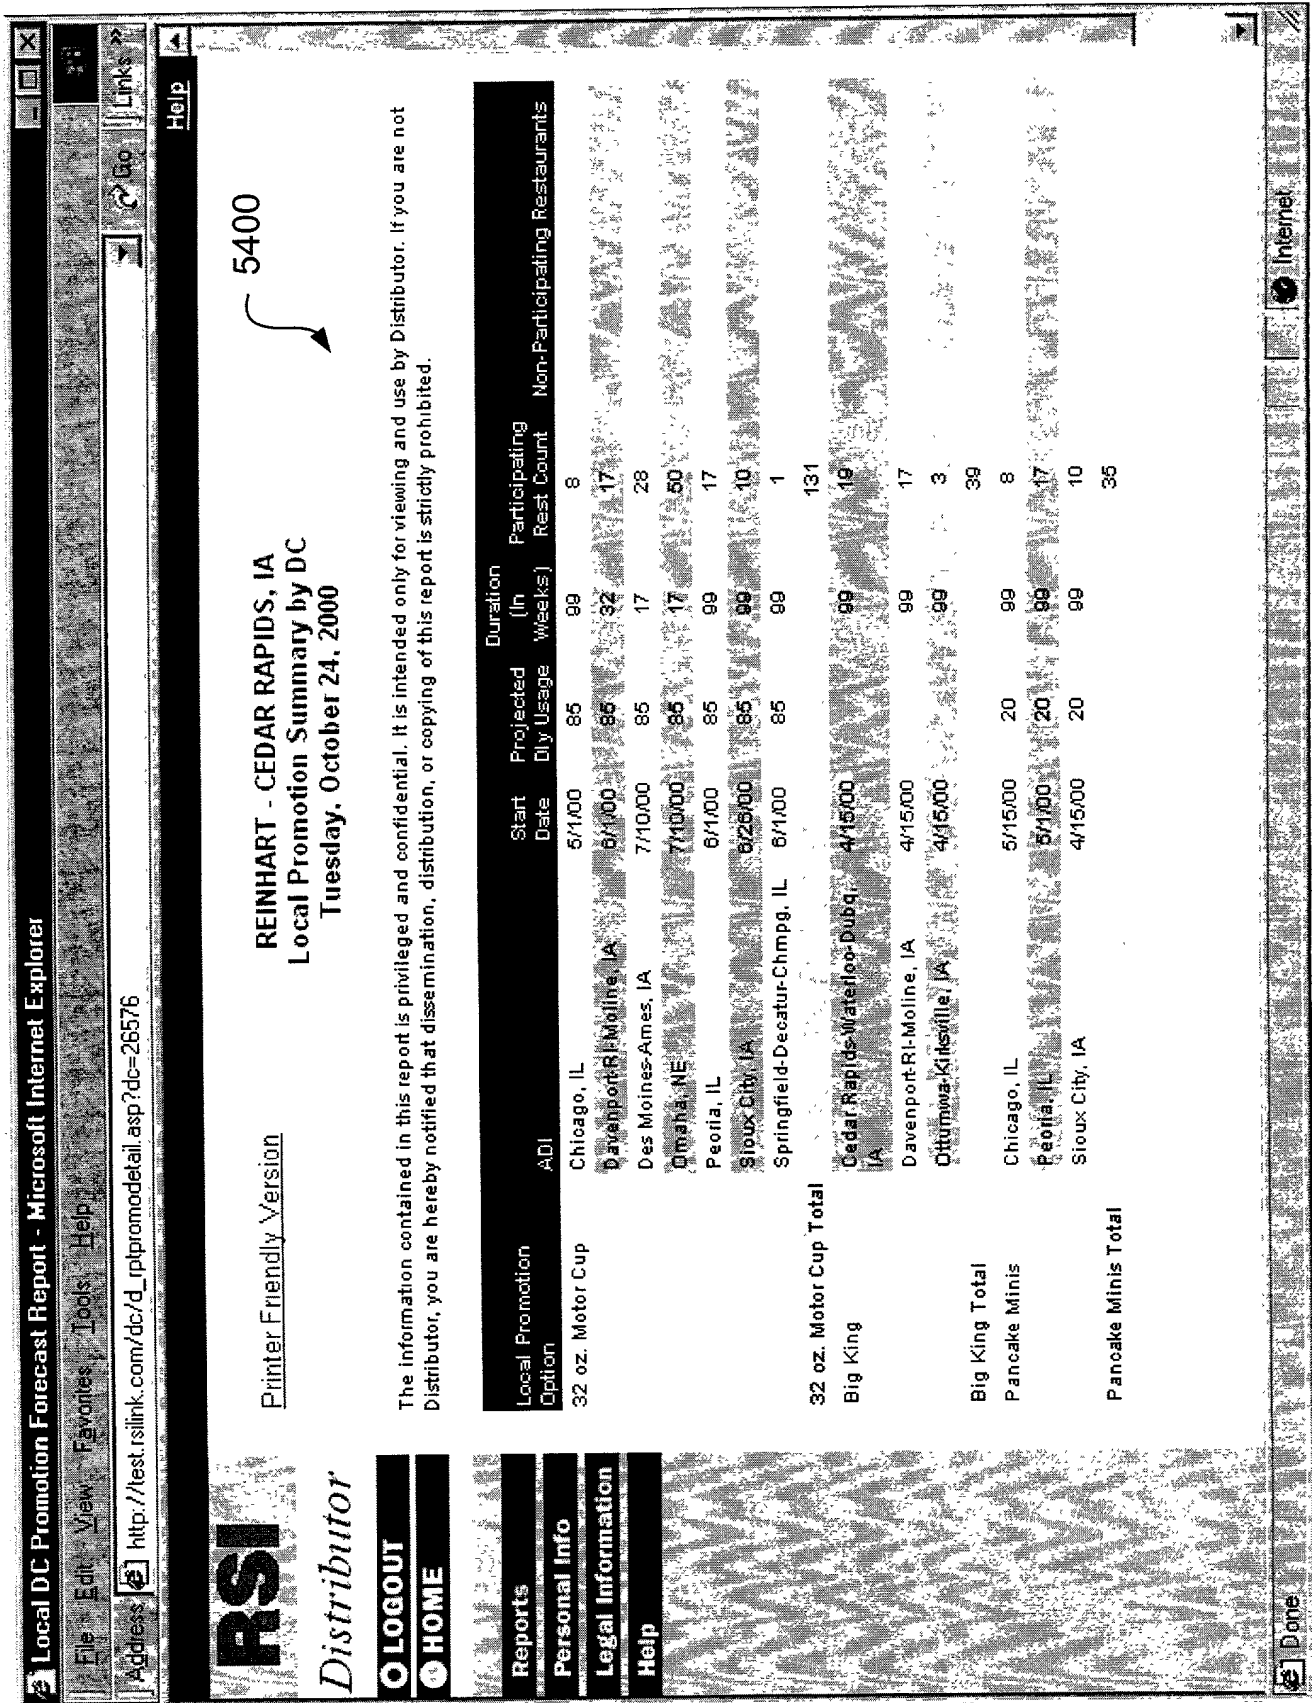 Local DC Promotion Forecast Report - Microsoft Internet Explorer
File Edit View Favorites Tools Help
Address http://test.rsilink.com/dc/d_rptpromodetail.asp?dc=26576 Go Links »
Help
RSI
Distributor
LOGOUT
HOME
Reports
Personal Info
Legal Information
Help
Printer Friendly Version
REINHART - CEDAR RAPIDS, IA
Local Promotion Summary by DC
Tuesday, October 24, 2000
5400
The information contained in this report is privileged and confidential. It is intended only for viewing and use by Distributor. If you are not
Distributor, you are hereby notified that dissemination, distribution, or copying of this report is strictly prohibited.
Local Promotion Option ADI Start Date Projected Dly Usage Duration (In Weeks) Participating Rest Count Non-Participating Restaurants
32 oz. Motor Cup Chicago, IL 5/1/00 85 99 8
Davenport-RI-Moline, IA 6/1/00 85 32 17
Des Moines-Ames, IA 7/10/00 85 17 28
Omaha, NE 7/10/00 85 17 50
Peoria, IL 6/1/00 85 99 17
Sioux City, IA 6/26/00 85 99 10
Springfield-Decatur-Chmpg, IL 6/1/00 85 99 1
32 oz. Motor Cup Total 131
Big King Cedar Rapids-Waterloo-Dubq, IA 4/15/00 99 19
Davenport-RI-Moline, IA 4/15/00 99 17
Ottumwa-Kirksville, IA 4/15/00 99 3
Big King Total 39
Pancake Minis Chicago, IL 5/15/00 20 99 8
Peoria, IL 5/1/00 20 99 17
Sioux City, IA 4/15/00 20 99 10
Pancake Minis Total 35
Done Internet